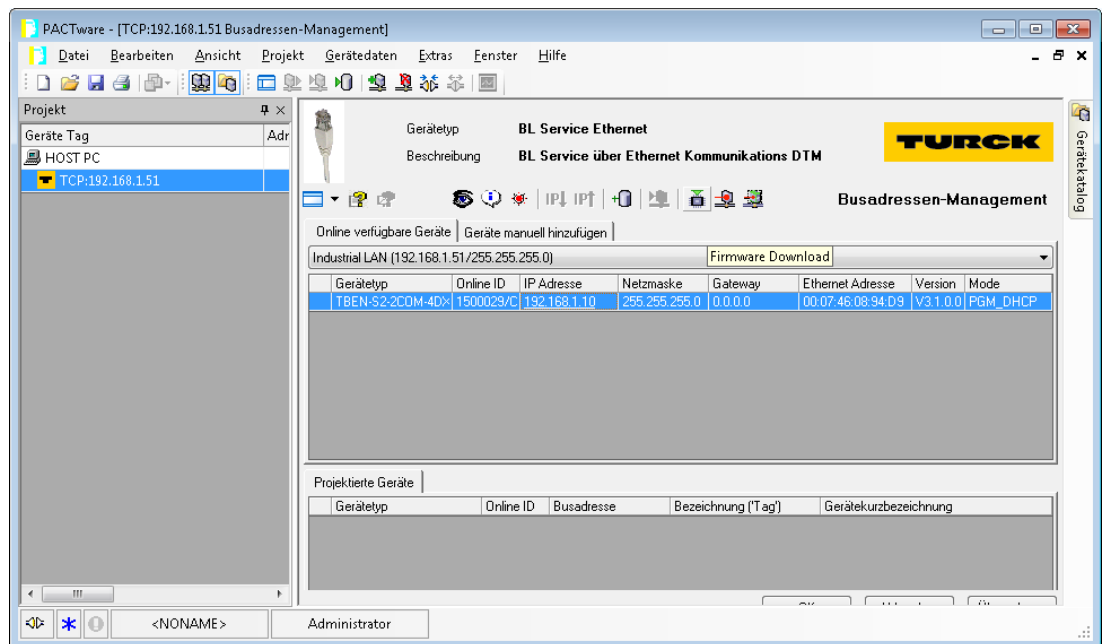 PACTware - [TCP:192.168.1.51 Busadressen-Management]
Datei Bearbeiten Ansicht Projekt Gerätedaten Extras Fenster Hilfe
Projekt
Geräte Tag Adr
HOST PC
TCP:192.168.1.51
Gerätetyp BL Service Ethernet
Beschreibung BL Service über Ethernet Kommunikations DTM
TURCK
Gerätekatalog
IP IP Busadressen-Management
Online verfügbare Geräte Geräte manuell hinzufügen
Industrial LAN (192.168.1.51/255.255.255.0) Firmware Download
Gerätetyp Online ID IP Adresse Netzmaske Gateway Ethernet Adresse Version Mode
TBEN-S2-2COM-4DX 1500029/C 192.168.1.10 255.255.255.0 0.0.0.0 00:07:46:08:94:D9 V3.1.0.0 PGM_DHCP
Projektierte Geräte
Gerätetyp Online ID Busadresse Bezeichnung ('Tag') Gerätekurzbezeichnung
<NONAME> Administrator